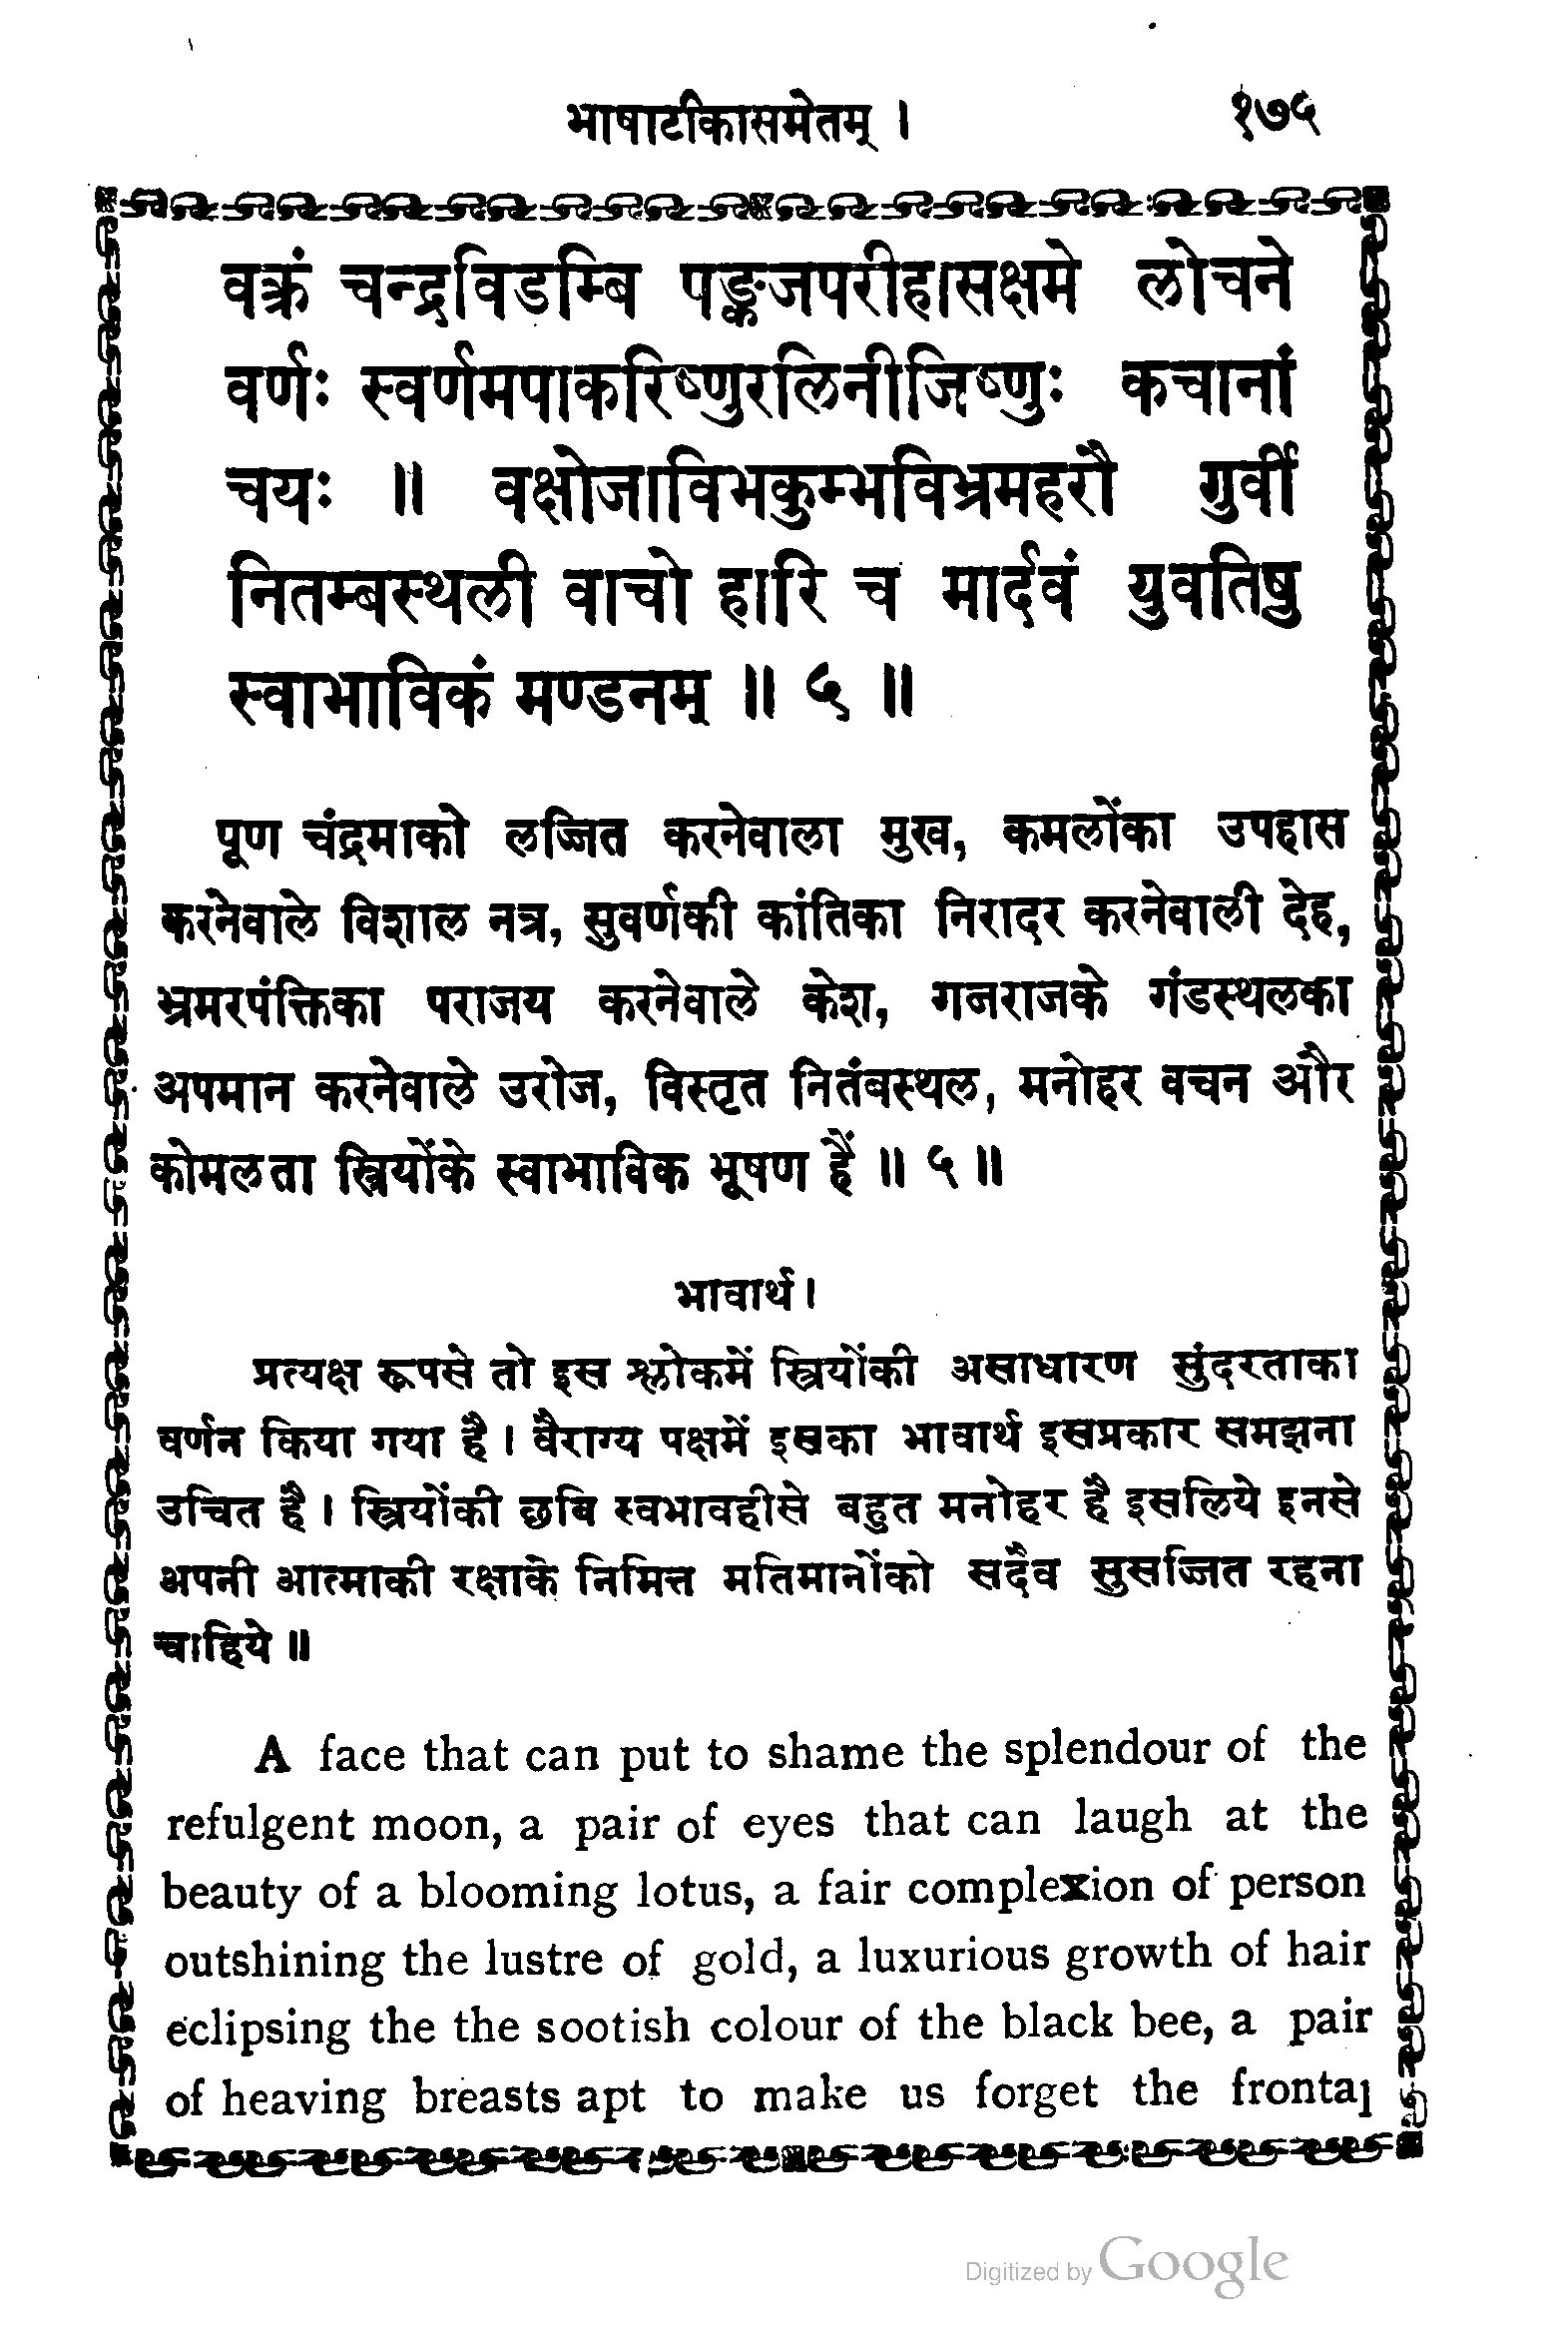 भाषाटीकासमेतम् । १७५
वक्रं चन्द्रविडम्बि पङ्कजपरीहासक्षमे लोचने
वर्णः स्वर्णमपाकरिष्णुरलिनीजिष्णुः कचानां
चयः ॥ वक्षोजाविभकुम्भविभ्रमहरौ गुर्वी
नितम्बस्थली वाचो हारि च मार्दवं युवतिषु
स्वाभाविकं मण्डनम् ॥ ५ ॥
पूण चंद्रमाको लज्जित करनेवाला मुख, कमलोंका उपहास
करनेवाले विशाल नत्र, सुवर्णकी कांतिका निरादर करनेवाली देह,
भ्रमरपंक्तिका पराजय करनेवाले केश, गजराजके गंडस्थलका
अपमान करनेवाले उरोज, विस्तृत नितंबस्थल, मनोहर वचन और
कोमलता स्त्रियोंके स्वाभाविक भूषण हैं ॥ ५ ॥
भावार्थ।
प्रत्यक्ष रूपसे तो इस श्लोकमें स्त्रियोंकी असाधारण सुंदरताका
वर्णन किया गया है । वैराग्य पक्षमें इसका भावार्थ इसप्रकार समझना
उचित है । स्त्रियोंकी छबि स्वभावहीसे बहुत मनोहर है इसलिये इनसे
अपनी आत्माकी रक्षाके निमित्त मतिमानोंको सदैव सुसज्जित रहना
चाहिये ॥
A face that can put to shame the splendour of the
refulgent moon, a pair of eyes that can laugh at the
beauty of a blooming lotus, a fair complexion of person
outshining the lustre of gold, a luxurious growth of hair
eclipsing the the sootish colour of the black bee, a pair
of heaving breasts apt to make us forget the frontal
Digitized by Google